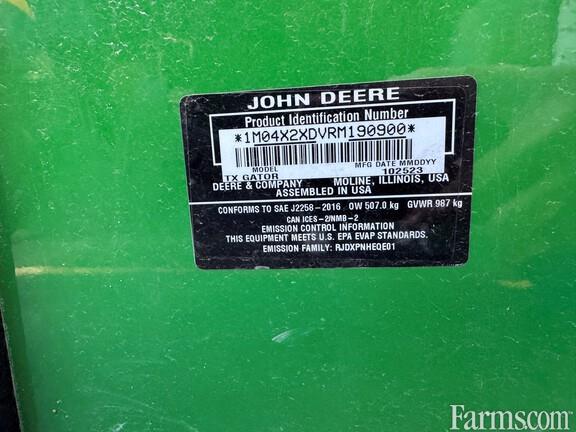 JOHN DEERE
Product Identification Number
*1M04X2XDVRM190900*
MODEL MFG DATE MMDDYY
TX GATOR 102523
DEERE & COMPANY MOLINE, ILLINOIS, USA
ASSEMBLED IN USA
CONFORMS TO SAE J2258-2016 OW 507.0 kg GVWR 987 kg
CAN ICES-2/NMB-2
EMISSION CONTROL INFORMATION
THIS EQUIPMENT MEETS U.S. EPA EVAP STANDARDS.
EMISSION FAMILY: RJDXPNHEQE01
Farms.com